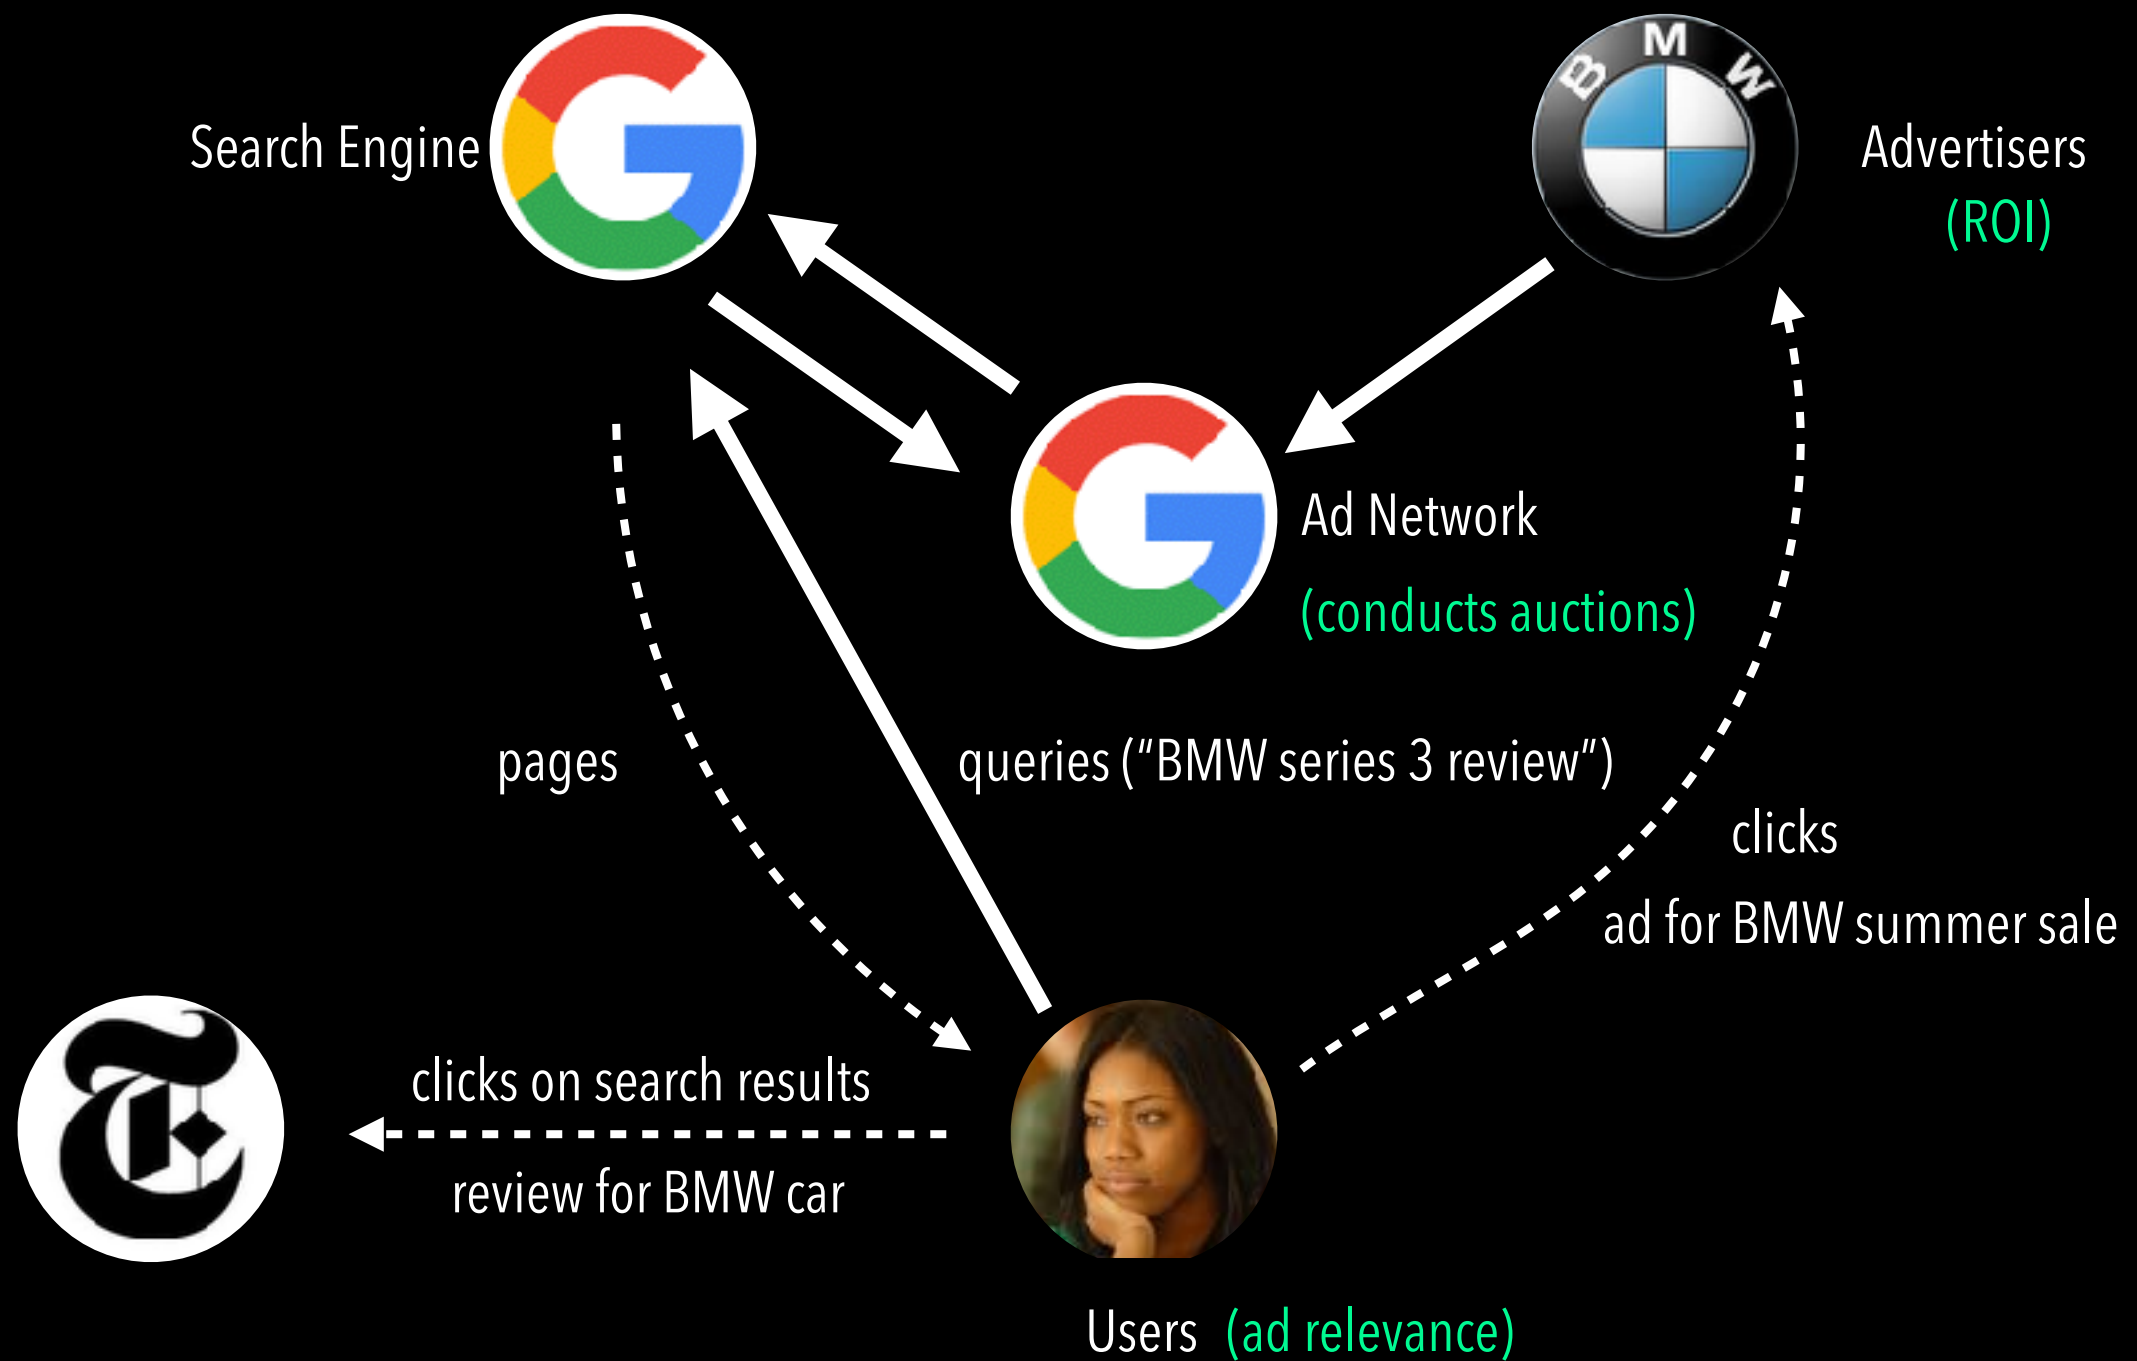 Search Engine
BMW
Advertisers
(ROI)
Ad Network
(conducts auctions)
pages
queries (“BMW series 3 review”)
clicks
ad for BMW summer sale
clicks on search results
review for BMW car
Users (ad relevance)